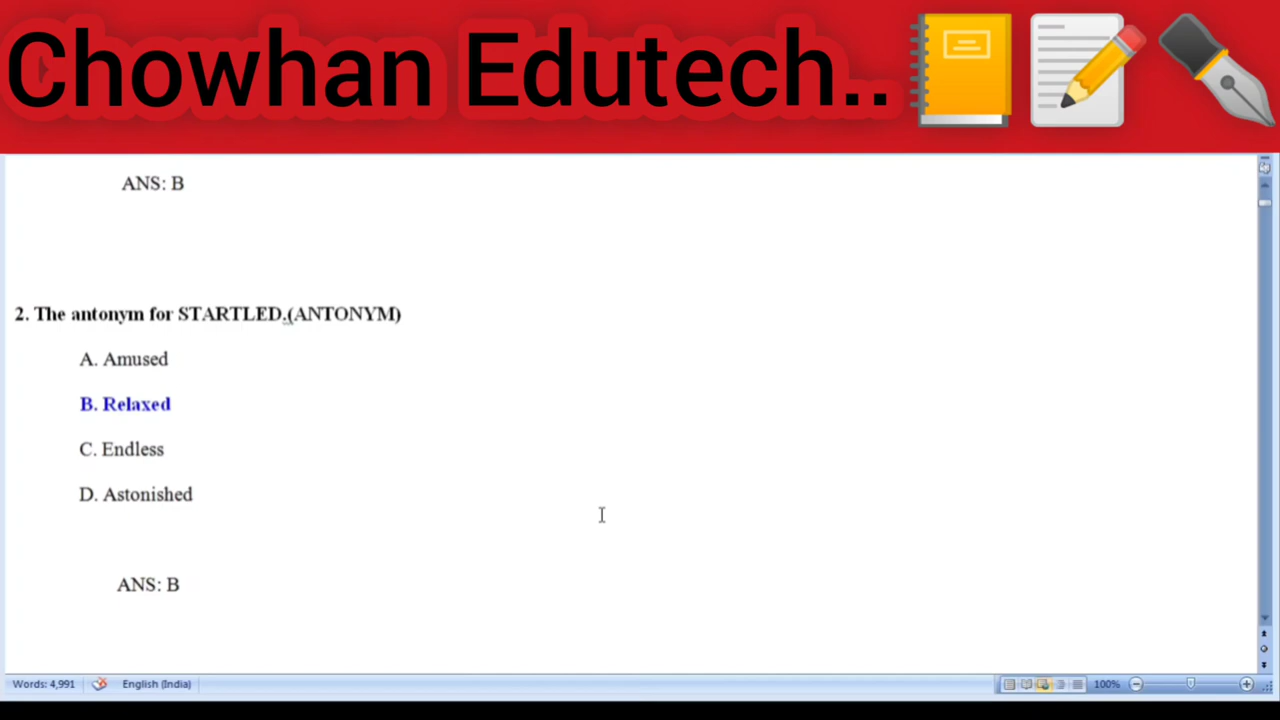 Chowhan Edutech..
ANS: B
2. The antonym for STARTLED.(ANTONYM)
A. Amused
B. Relaxed
C. Endless
D. Astonished
ANS: B
Words: 4,991 English (India) 100%